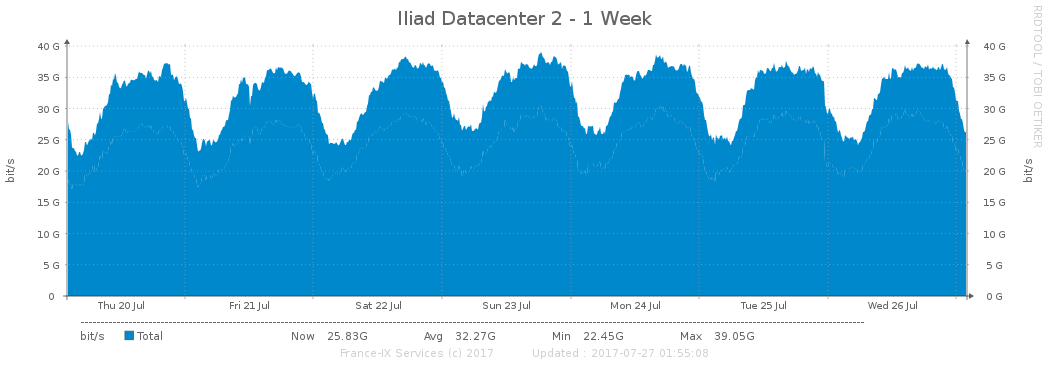 Iliad Datacenter 2 - 1 Week
RRDTOOL / TOBI OETIKER
40 G 40 G
35 G 35 G
30 G 30 G
25 G 25 G
20 G 20 G
15 G 15 G
10 G 10 G
5 G 5 G
0 0 G
bit/s bit/s
Thu 20 Jul Fri 21 Jul Sat 22 Jul Sun 23 Jul Mon 24 Jul Tue 25 Jul Wed 26 Jul
bit/s Total Now 25.83G Avg 32.27G Min 22.45G Max 39.05G
France-IX Services (c) 2017 Updated : 2017-07-27 01:55:08